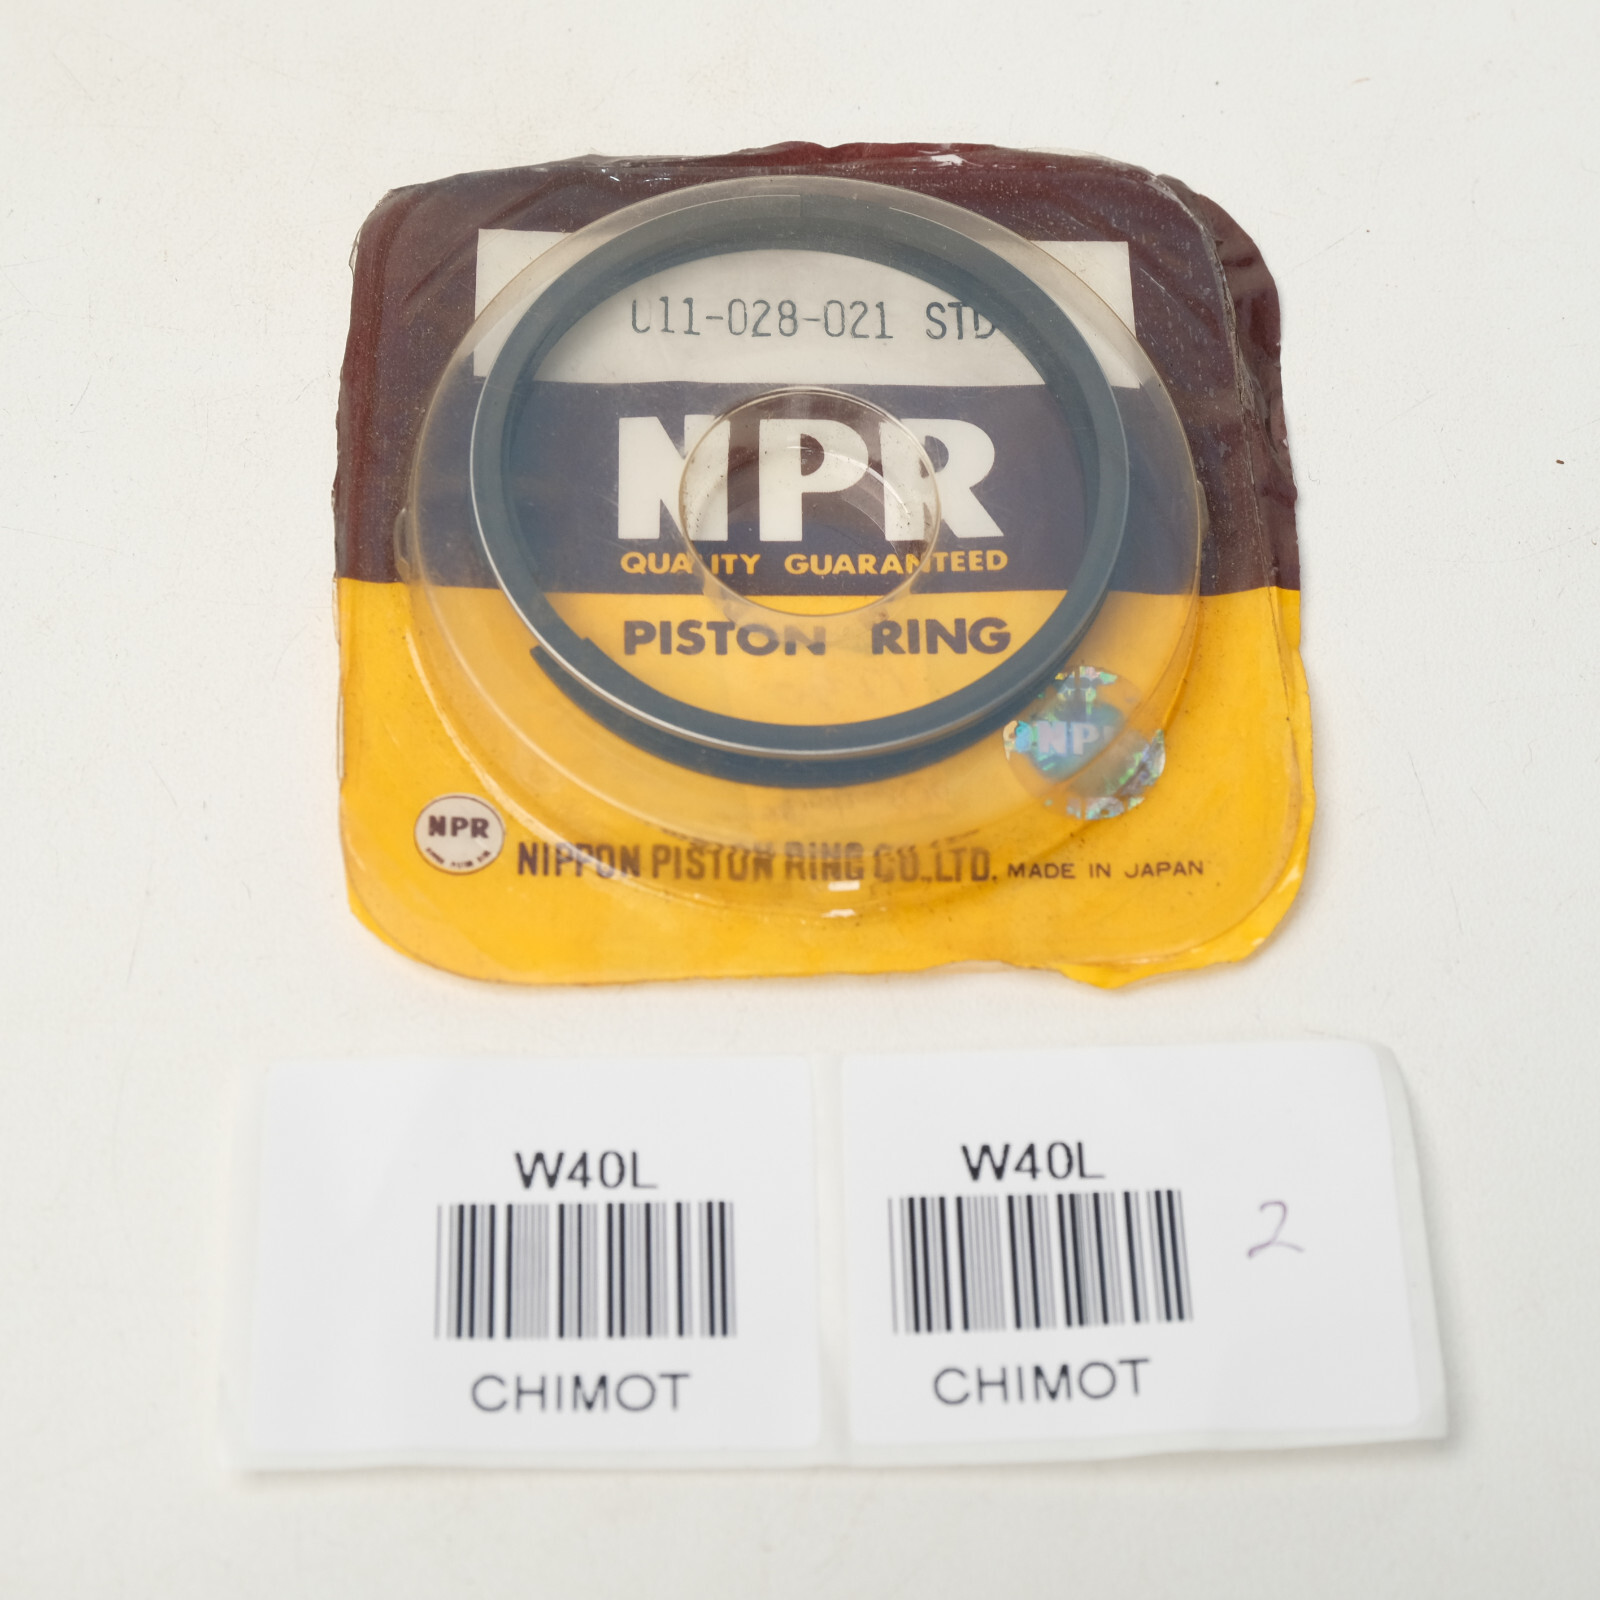 011-028-021 STD
NPR
QUALITY GUARANTEED
PISTON RING
NPR
NPR
NIPPON PISTON RING CO.,LTD. MADE IN JAPAN
W40L
CHIMOT
W40L
2
CHIMOT